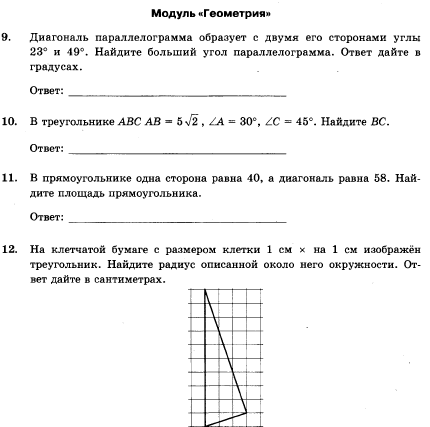 Модуль «Геометрия»
9. Диагональ параллелограмма образует с двумя его сторонами углы
23° и 49°. Найдите больший угол параллелограмма. Ответ дайте в
градусах.
Ответ: ____________________
10. В треугольнике ABC AB = 5√2 , ∠A = 30°, ∠C = 45°. Найдите BC.
Ответ: ____________________
11. В прямоугольнике одна сторона равна 40, а диагональ равна 58. Най-
дите площадь прямоугольника.
Ответ: ____________________
12. На клетчатой бумаге с размером клетки 1 см × на 1 см изображён
треугольник. Найдите радиус описанной около него окружности. От-
вет дайте в сантиметрах.